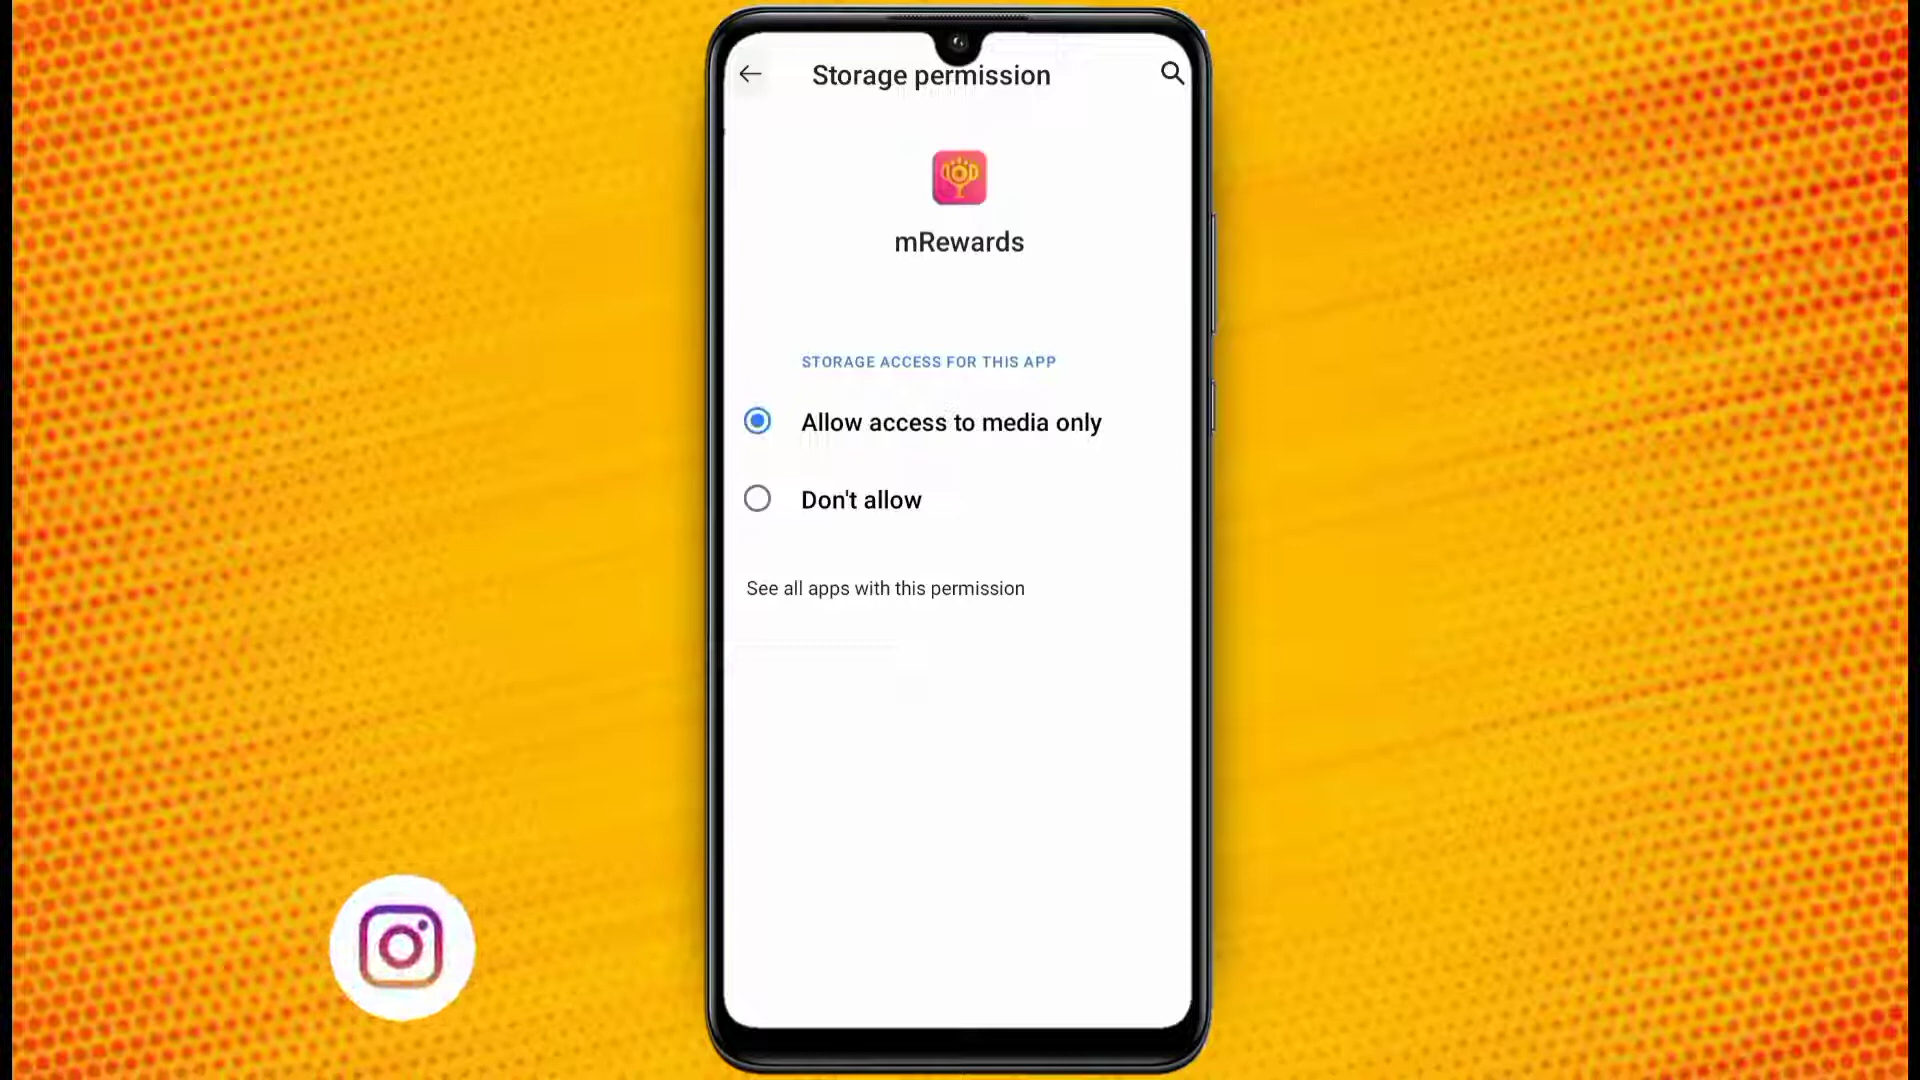 Storage permission
mRewards
STORAGE ACCESS FOR THIS APP
Allow access to media only
Don't allow
See all apps with this permission